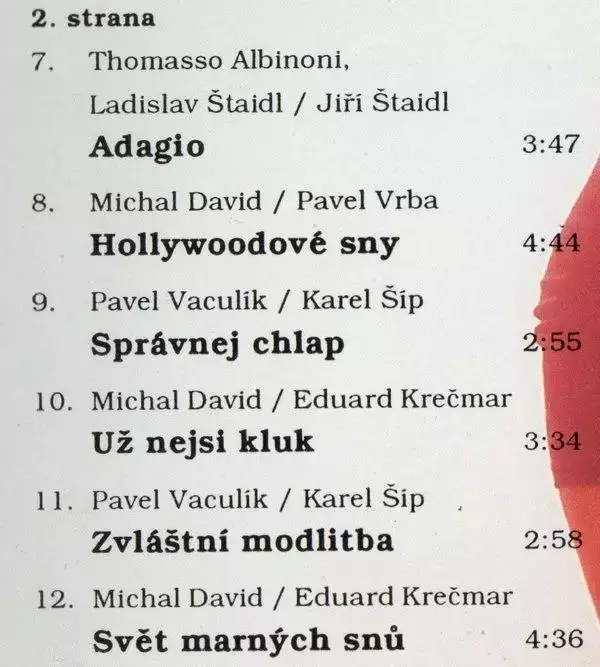 2. strana
7. Thomasso Albinoni,
Ladislav Štaidl / Jiří Štaidl
Adagio 3:47
8. Michal David / Pavel Vrba
Hollywoodové sny 4:44
9. Pavel Vaculík / Karel Šíp
Správnej chlap 2:55
10. Michal David / Eduard Krečmar
Už nejsi kluk 3:34
11. Pavel Vaculík / Karel Šíp
Zvláštní modlitba 2:58
12. Michal David / Eduard Krečmar
Svět marných snů 4:36